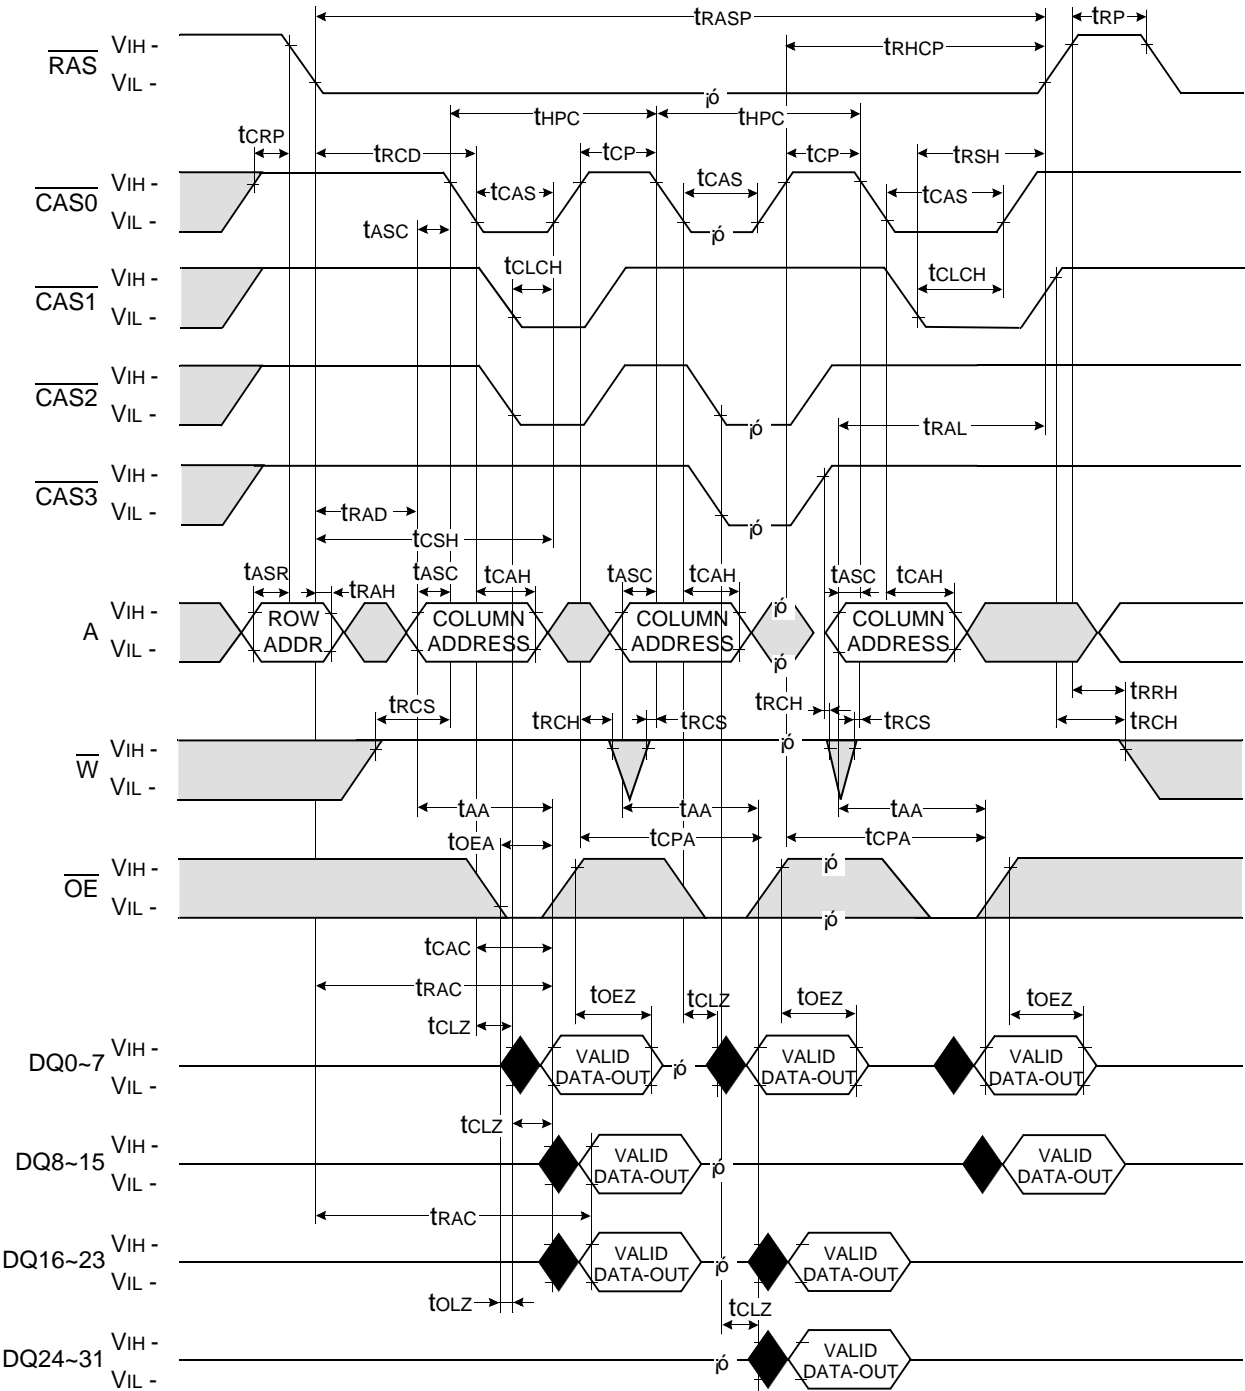 tRASP
tRP
tRHCP
RAS
VIH -
VIL -
¡ó
tHPC
tHPC
tCRP
tRCD
tCP
tCP
tRSH
CAS0
VIH -
VIL -
tCAS
tCAS
tCAS
tASC
¡ó
CAS1
VIH -
VIL -
tCLCH
tCLCH
CAS2
VIH -
VIL -
¡ó
tRAL
CAS3
VIH -
VIL -
¡ó
tRAD
tCSH
tASR
tRAH
tASC
tCAH
tASC
tCAH
tASC
tCAH
A
VIH -
VIL -
ROW
ADDR
COLUMN
ADDRESS
COLUMN
ADDRESS
¡ó
¡ó
COLUMN
ADDRESS
tRCS
tRCH
tRCS
tRCH
tRCS
tRRH
tRCH
W
VIH -
VIL -
¡ó
tAA
tAA
tAA
tOEA
tCPA
tCPA
OE
VIH -
VIL -
¡ó
¡ó
tCAC
tRAC
tOEZ
tCLZ
tOEZ
tOEZ
tCLZ
DQ0~7
VIH -
VIL -
VALID
DATA-OUT
¡ó
VALID
DATA-OUT
VALID
DATA-OUT
tCLZ
DQ8~15
VIH -
VIL -
VALID
DATA-OUT
¡ó
VALID
DATA-OUT
tRAC
DQ16~23
VIH -
VIL -
VALID
DATA-OUT
¡ó
VALID
DATA-OUT
tOLZ
tCLZ
DQ24~31
VIH -
VIL -
¡ó
VALID
DATA-OUT